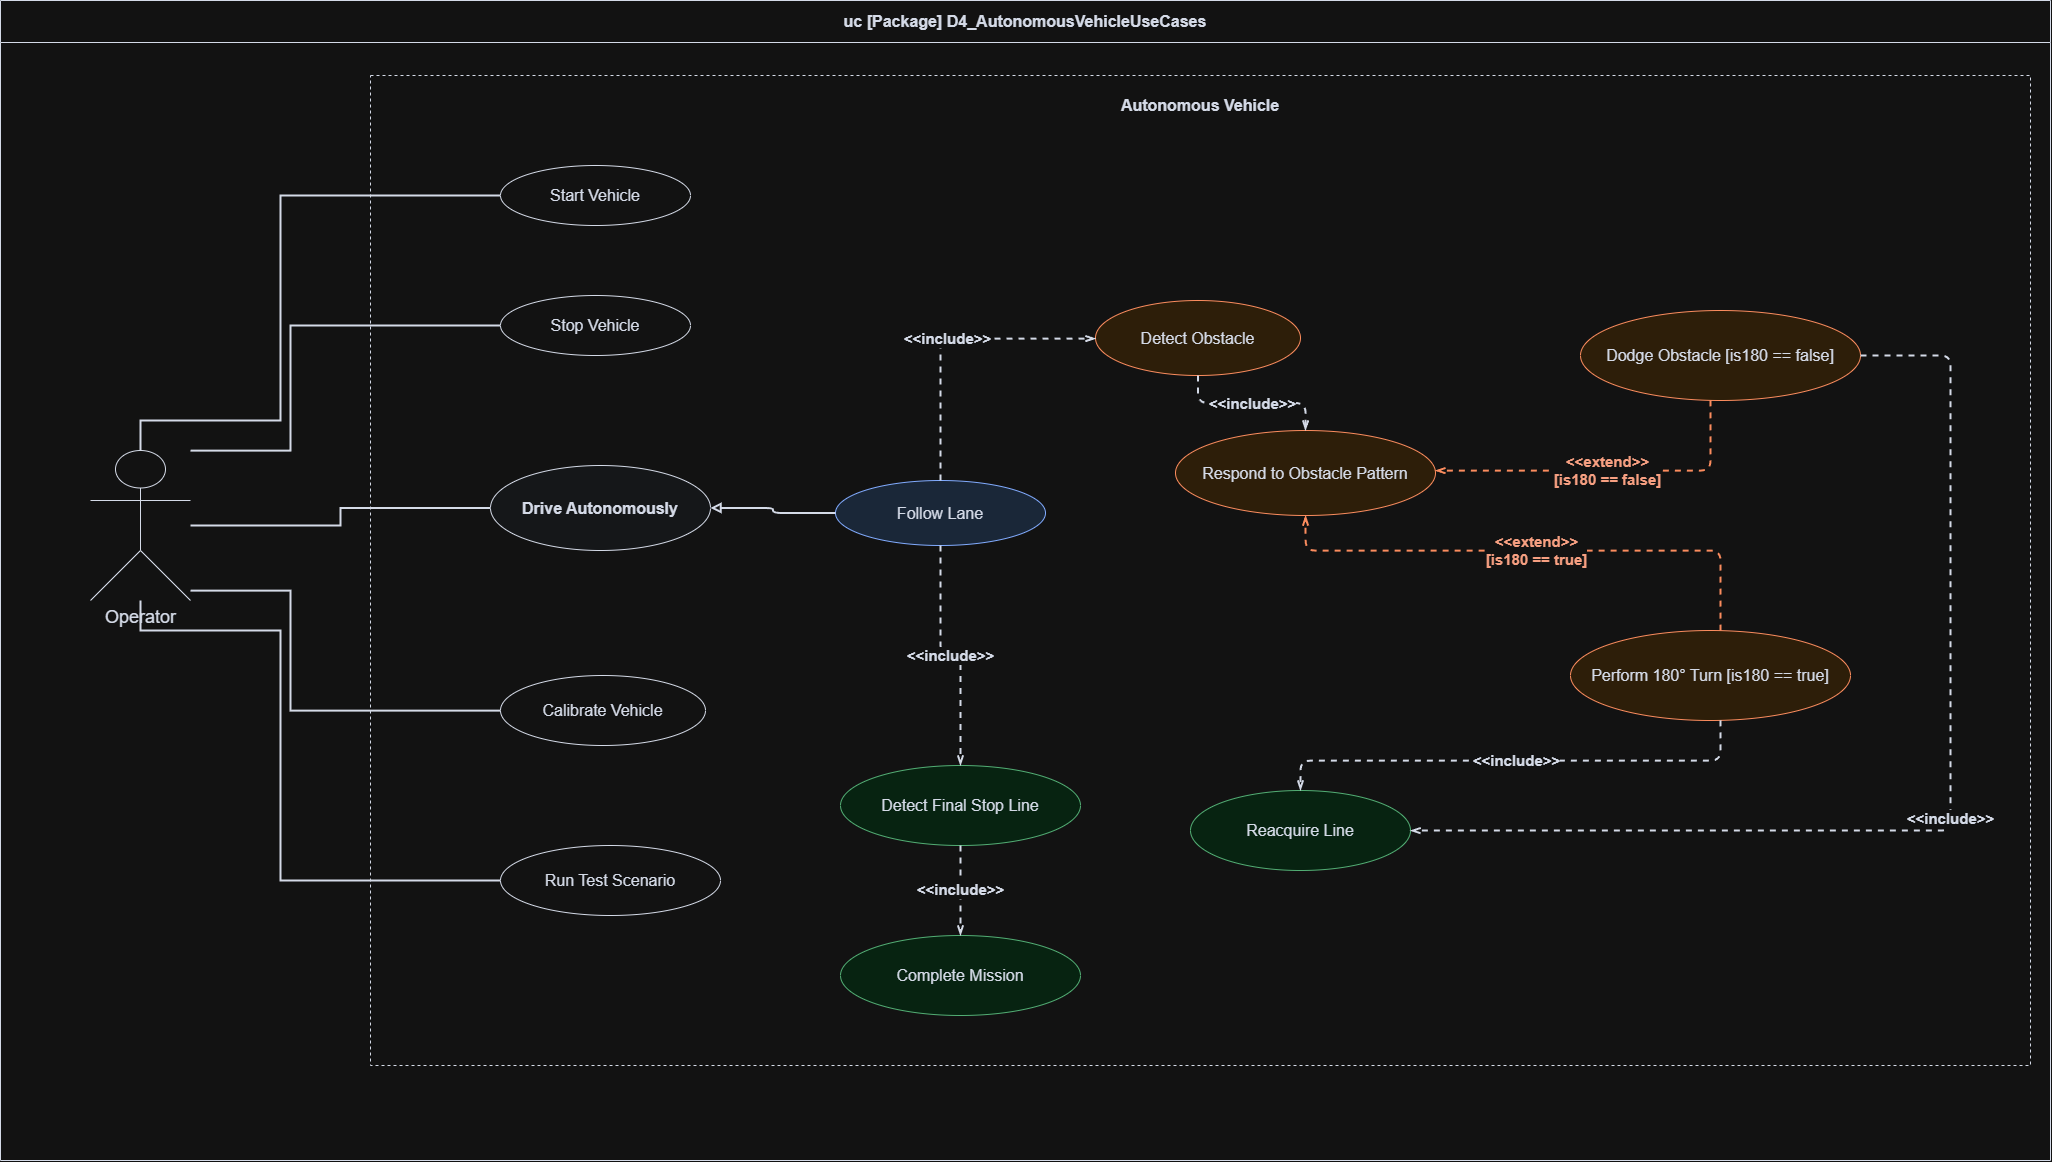 uc [Package] D4_AutonomousVehicleUseCases
Autonomous Vehicle
Start Vehicle
Stop Vehicle
<<include>>
Detect Obstacle
Dodge Obstacle [is180 == false]
<<include>>
Respond to Obstacle Pattern
<<extend>>
[is180 == false]
Drive Autonomously
Follow Lane
<<extend>>
[is180 == true]
Operator
<<include>>
Perform 180° Turn [is180 == true]
Calibrate Vehicle
<<include>>
Detect Final Stop Line
Reacquire Line
<<include>>
Run Test Scenario
<<include>>
Complete Mission